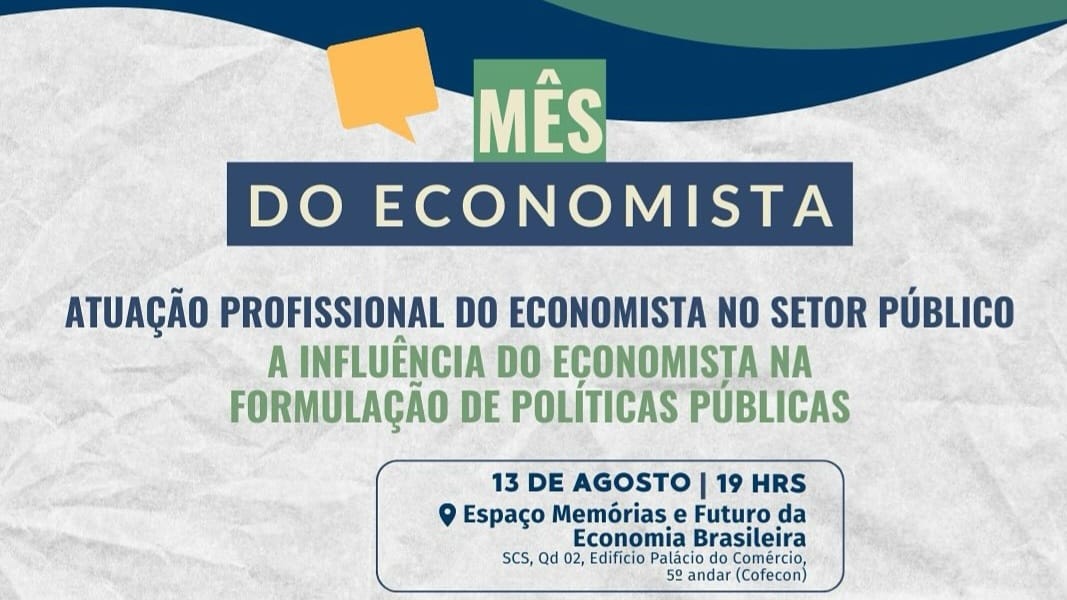 MÊS
DO ECONOMISTA
ATUAÇÃO PROFISSIONAL DO ECONOMISTA NO SETOR PÚBLICO
A INFLUÊNCIA DO ECONOMISTA NA
FORMULAÇÃO DE POLÍTICAS PÚBLICAS
13 DE AGOSTO | 19 HRS
Espaço Memórias e Futuro da
Economia Brasileira
SCS, Qd 02, Edifício Palácio do Comércio,
5º andar (Cofecon)